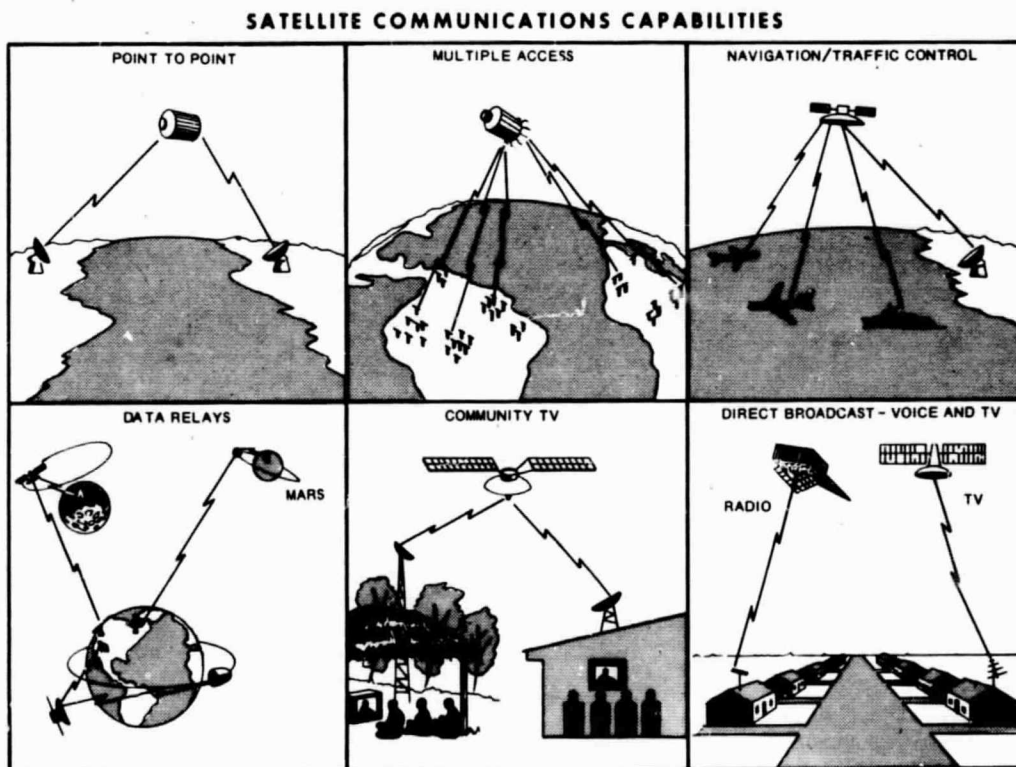 SATELLITE COMMUNICATIONS CAPABILITIES
POINT TO POINT
MULTIPLE ACCESS
NAVIGATION/TRAFFIC CONTROL
DATA RELAYS
MARS
COMMUNITY TV
DIRECT BROADCAST - VOICE AND TV
RADIO
TV